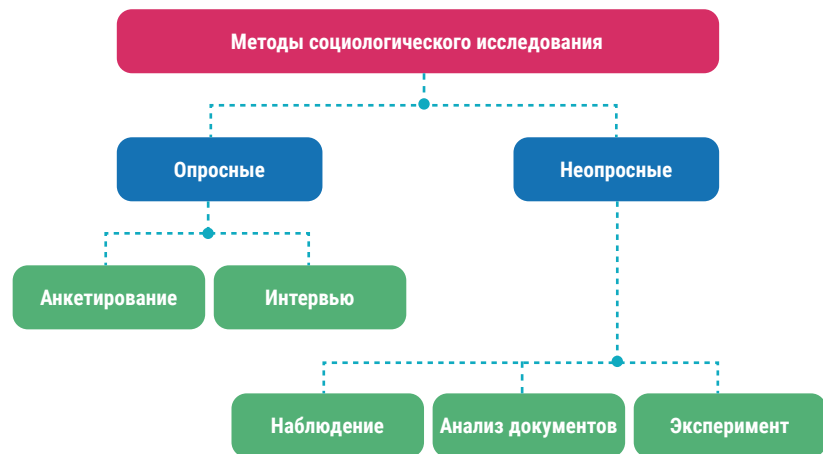 Методы социологического исследования
Опросные
Неопросные
Анкетирование
Интервью
Наблюдение
Анализ документов
Эксперимент